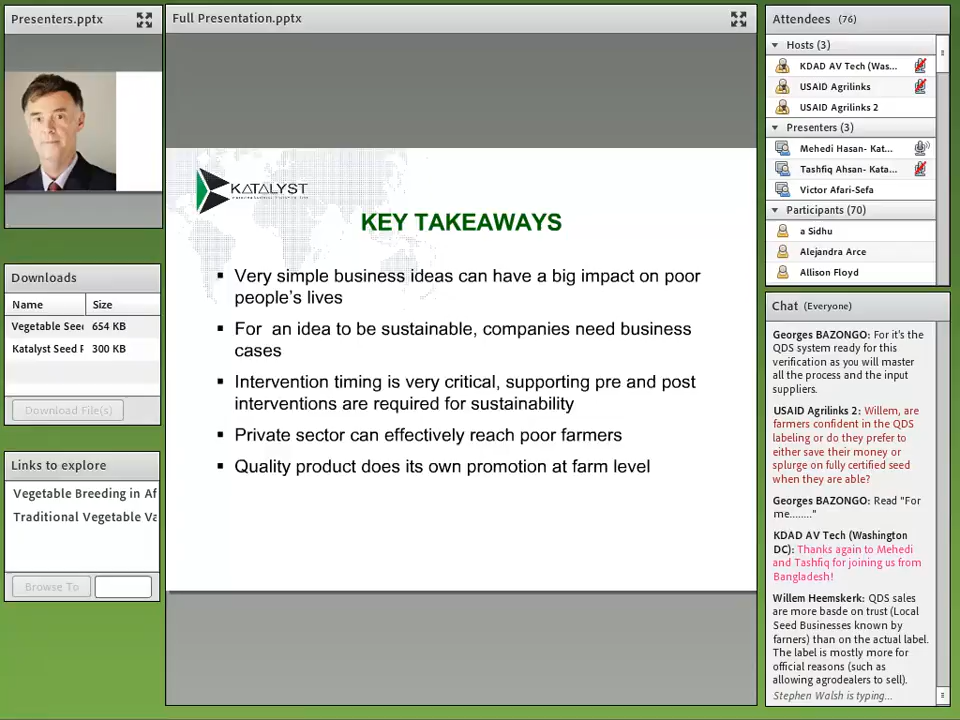 Presenters.pptx
Full Presentation.pptx
Attendees (76)
Hosts (3)
KDAD AV Tech (Was...
USAID Agrilinks
USAID Agrilinks 2
Presenters (3)
Mehedi Hasan- Kat...
Tashfiq Ahsan- Kata...
Victor Afari-Sefa
Participants (70)
a Sidhu
Alejandra Arce
Allison Floyd
KATALYST
KEY TAKEAWAYS
Very simple business ideas can have a big impact on poor
people's lives
For an idea to be sustainable, companies need business
cases
Intervention timing is very critical, supporting pre and post
interventions are required for sustainability
Private sector can effectively reach poor farmers
Quality product does its own promotion at farm level
Downloads
Name Size
Vegetable Seed 654 KB
Katalyst Seed F 300 KB
Download File(s)
Links to explore
Vegetable Breeding in Af
Traditional Vegetable Va
Browse To
Chat (Everyone)
Georges BAZONGO: For it's the
QDS system ready for this
verification as you will master
all the process and the input
suppliers.
USAID Agrilinks 2: Willem, are
farmers confident in the QDS
labeling or do they prefer to
either save their money or
splurge on fully certified seed
when they are able?
Georges BAZONGO: Read "For
me........"
KDAD AV Tech (Washington
DC): Thanks again to Mehedi
and Tashfiq for joining us from
Bangladesh!
Willem Heemskerk: QDS sales
are more basde on trust (Local
Seed Businesses known by
farners) than on the actual label.
The label is mostly more for
official reasons (such as
allowing agrodealers to sell).
Stephen Walsh is typing...